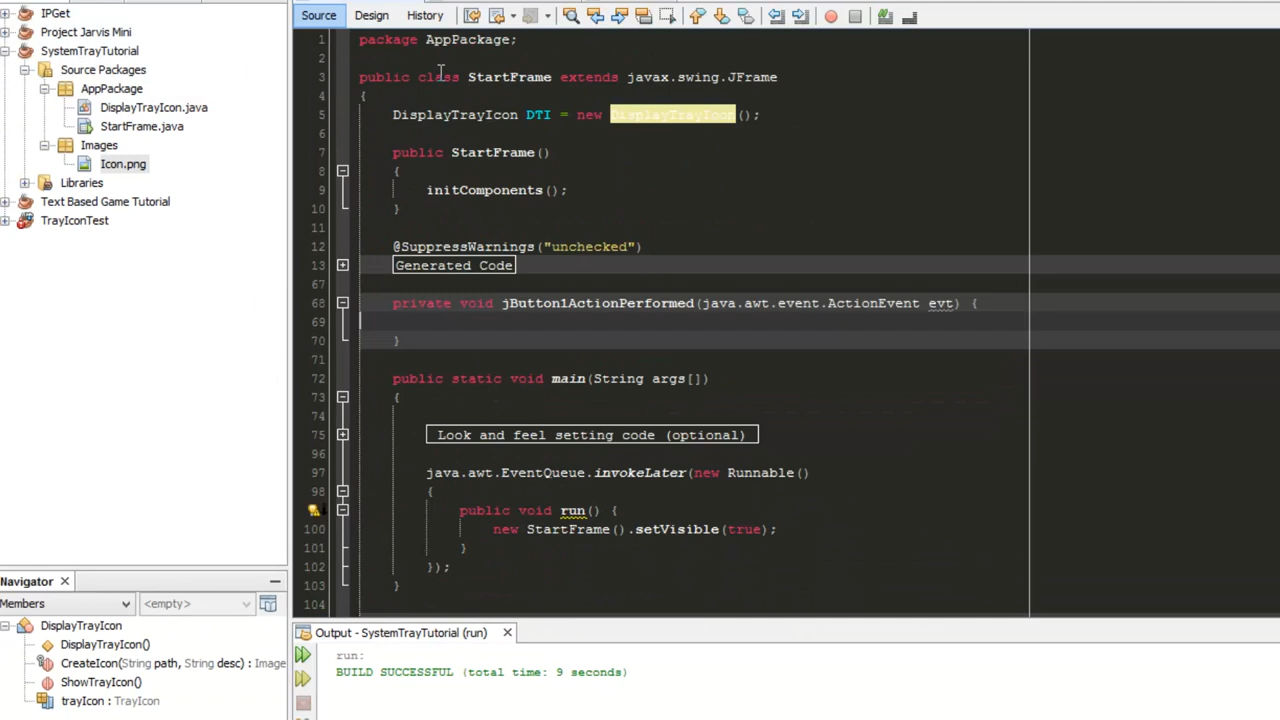 IPGet
Project Jarvis Mini
SystemTrayTutorial
Source Packages
AppPackage
DisplayTrayIcon.java
StartFrame.java
Images
Icon.png
Libraries
Text Based Game Tutorial
TrayIconTest
Navigator
Members
<empty>
DisplayTrayIcon
DisplayTrayIcon()
CreateIcon(String path, String desc) : Image
ShowTrayIcon()
trayIcon : TrayIcon
Source Design History
1 package AppPackage;
2
3 public class StartFrame extends javax.swing.JFrame
4 {
5 DisplayTrayIcon DTI = new DisplayTrayIcon();
6
7 public StartFrame()
8 {
9 initComponents();
10 }
11
12 @SuppressWarnings("unchecked")
13 Generated Code
67
68 private void jButton1ActionPerformed(java.awt.event.ActionEvent evt) {
69
70 }
71
72 public static void main(String args[])
73 {
74
75 Look and feel setting code (optional)
96
97 java.awt.EventQueue.invokeLater(new Runnable()
98 {
public void run() {
100 new StartFrame().setVisible(true);
101 }
102 });
103 }
104
Output - SystemTrayTutorial (run)
run:
BUILD SUCCESSFUL (total time: 9 seconds)